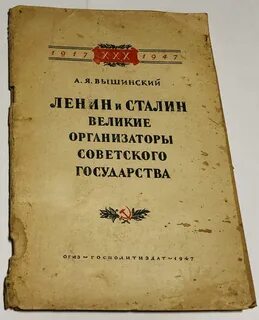 1917 XXX 1947
А. Я. ВЫШИНСКИЙ
ЛЕНИН И СТАЛИН
ВЕЛИКИЕ
ОРГАНИЗАТОРЫ
СОВЕТСКОГО
ГОСУДАРСТВА
ОГИЗ – ГОСПОЛИТИЗДАТ – 1947